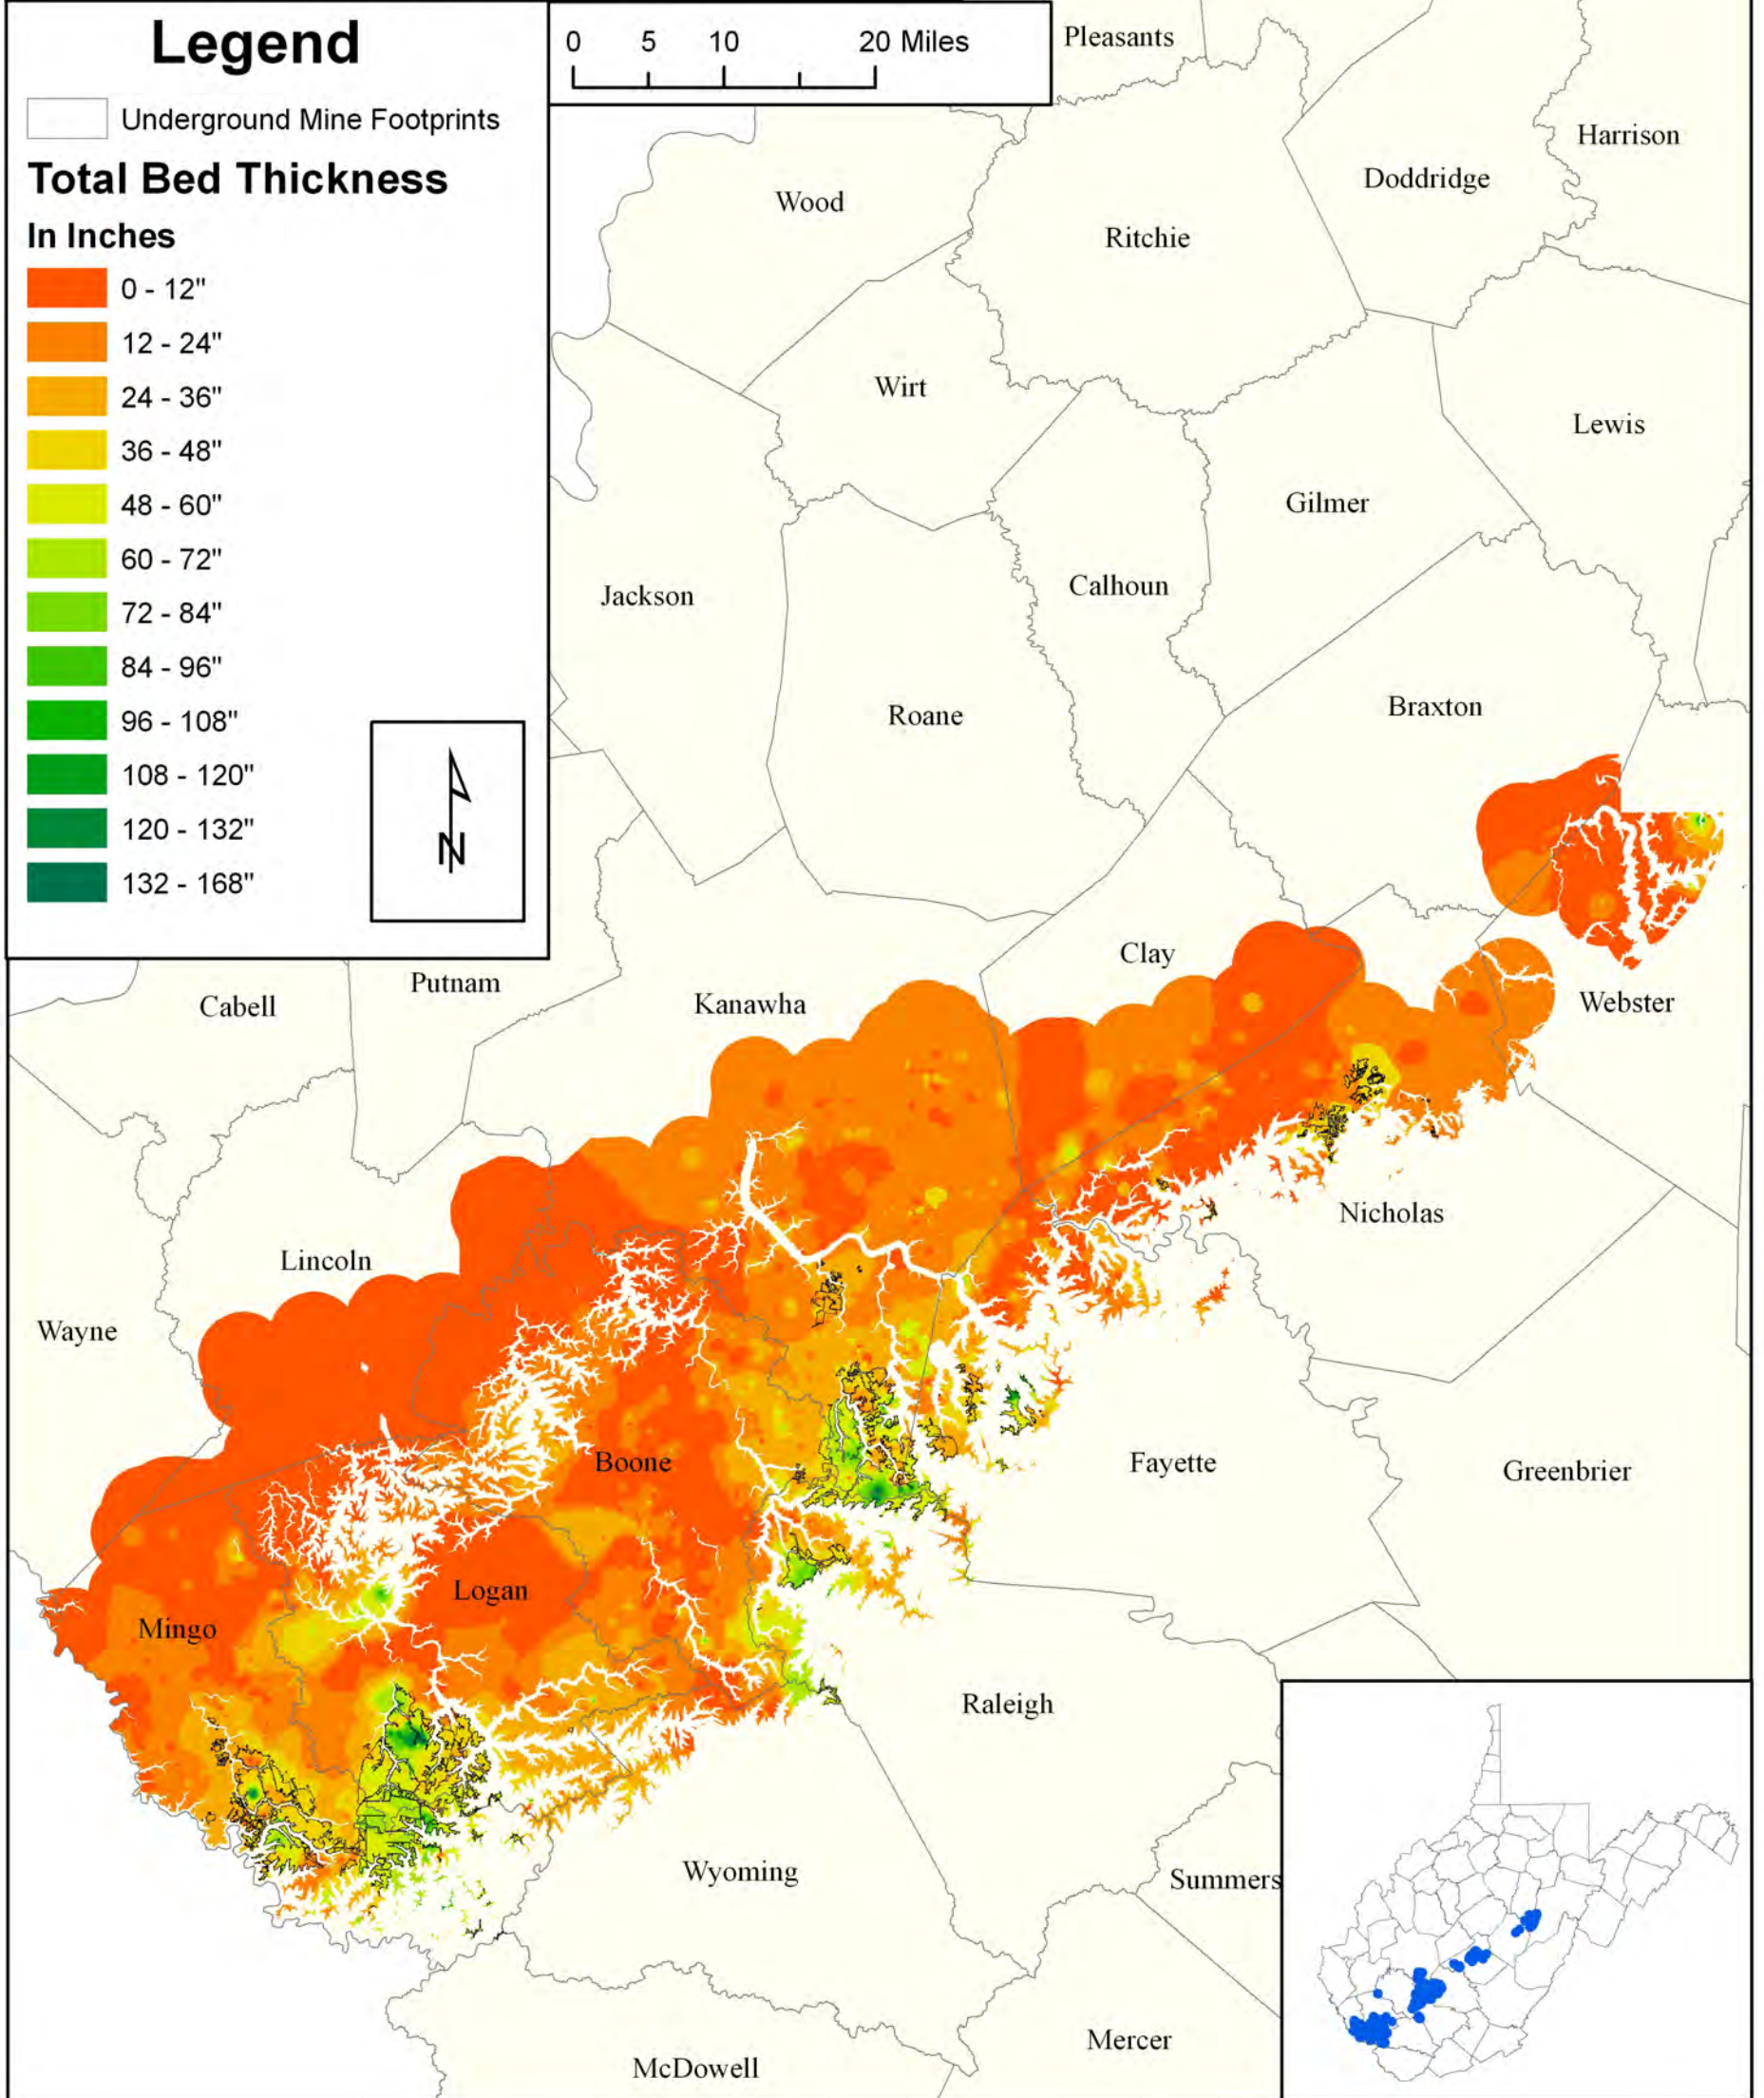 Legend
Underground Mine Footprints
Total Bed Thickness
In Inches
0 - 12"
12 - 24"
24 - 36"
36 - 48"
48 - 60"
60 - 72"
72 - 84"
84 - 96"
96 - 108"
108 - 120"
120 - 132"
132 - 168"
N
0 5 10 20 Miles
Pleasants
Harrison
Doddridge
Wood
Ritchie
Wirt
Lewis
Gilmer
Calhoun
Jackson
Braxton
Roane
Clay
Putnam
Cabell
Kanawha
Webster
Nicholas
Lincoln
Wayne
Boone
Fayette
Greenbrier
Logan
Mingo
Raleigh
Wyoming
Summers
Mercer
McDowell